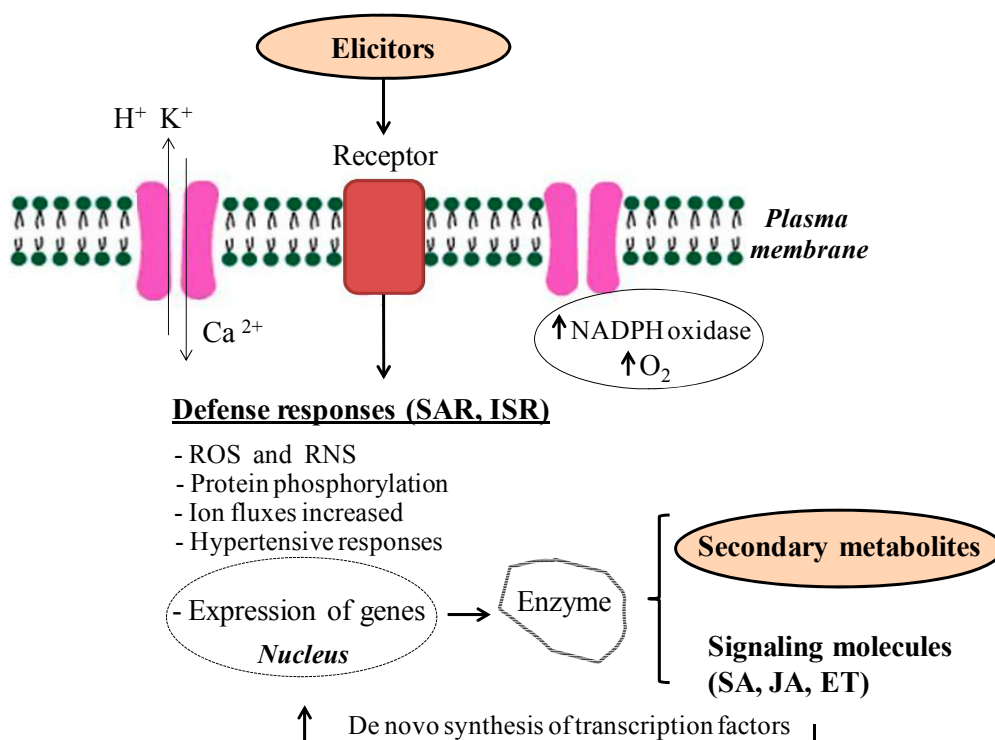 Elicitors
H⁺ K⁺
Receptor
Plasma
membrane
Ca ²⁺
↑ NADPH oxidase
↑ O₂
Defense responses (SAR, ISR)
- ROS and RNS
- Protein phosphorylation
- Ion fluxes increased
- Hypertensive responses
- Expression of genes
Nucleus
Enzyme
Secondary metabolites
Signaling molecules
(SA, JA, ET)
De novo synthesis of transcription factors